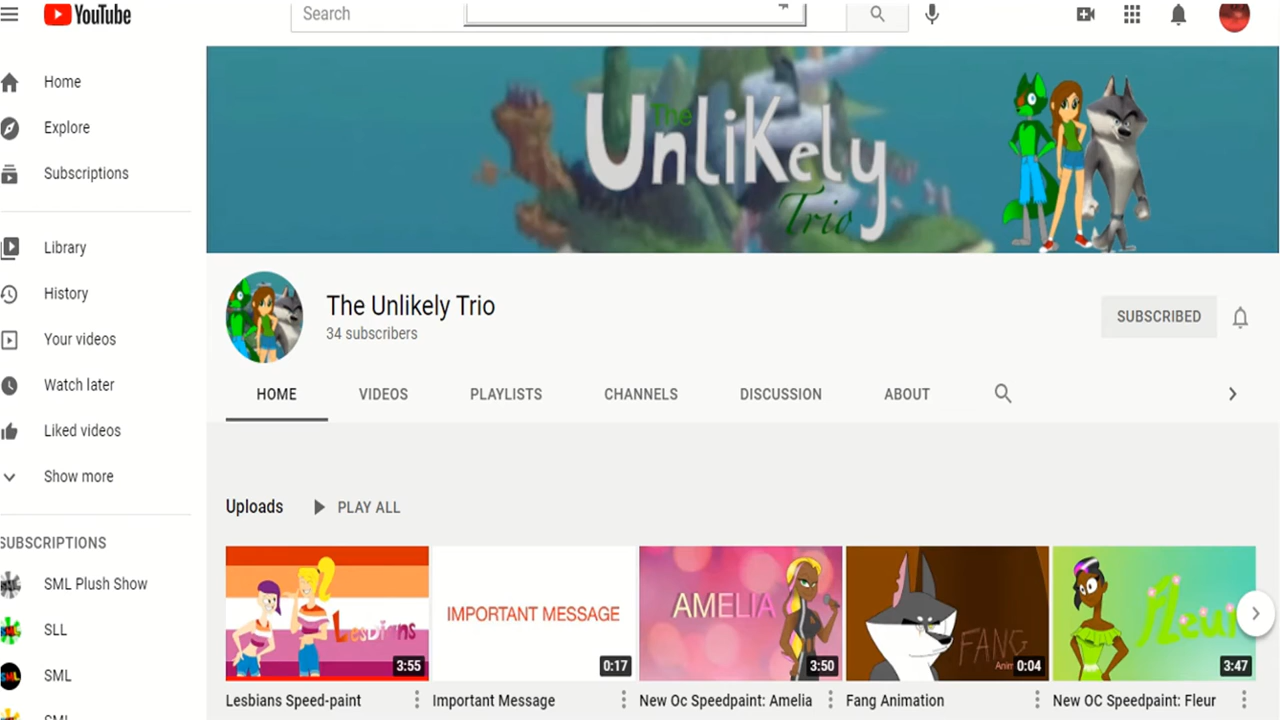 YouTube
Search
Home
Explore
Subscriptions
Library
History
Your videos
Watch later
Liked videos
Show more
SUBSCRIPTIONS
SML Plush Show
SLL
SML
The
Unlikely
Trio
The Unlikely Trio
34 subscribers
SUBSCRIBED
HOME VIDEOS PLAYLISTS CHANNELS DISCUSSION ABOUT
Uploads PLAY ALL
Lesbians
3:55
IMPORTANT MESSAGE
0:17
AMELIA
3:50
FANG
Anim
0:04
fleur
3:47
Lesbians Speed-paint
Important Message
New Oc Speedpaint: Amelia
Fang Animation
New OC Speedpaint: Fleur